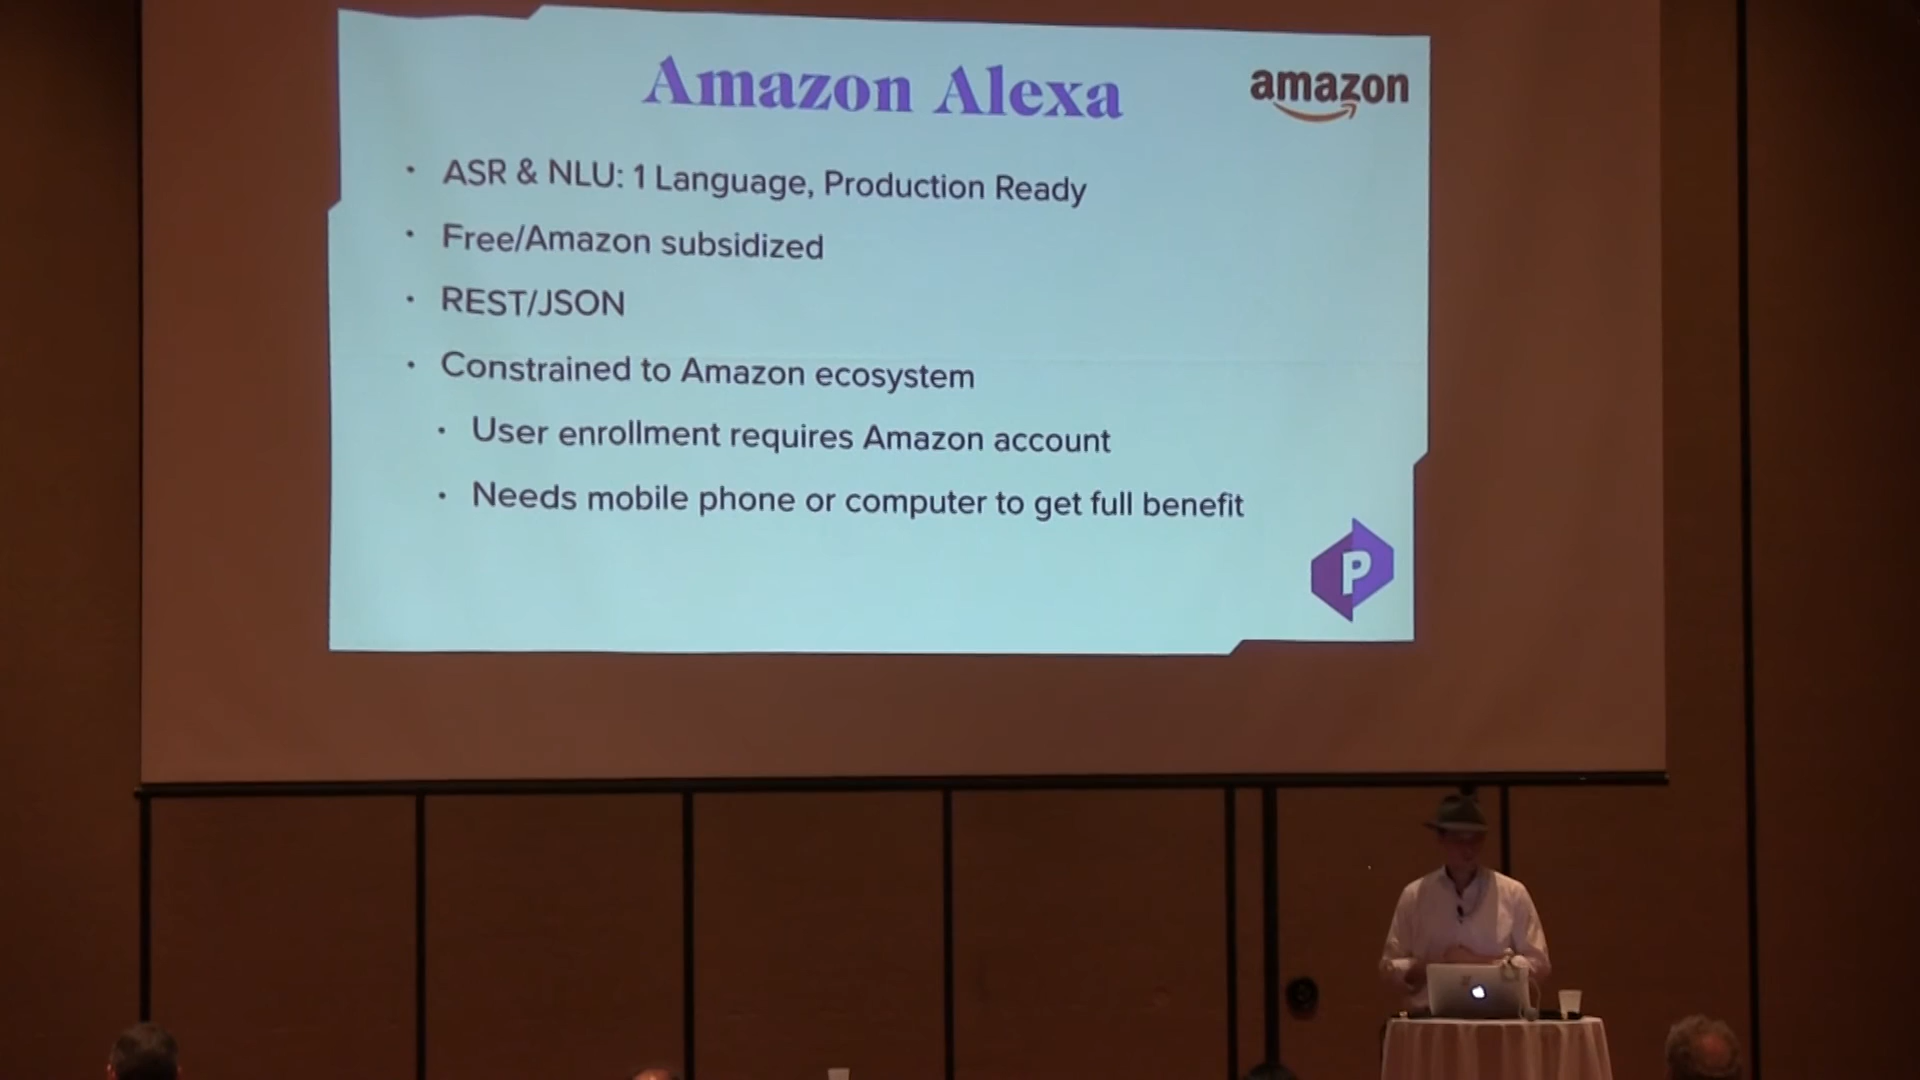 Amazon Alexa
amazon
• ASR & NLU: 1 Language, Production Ready
• Free/Amazon subsidized
• REST/JSON
• Constrained to Amazon ecosystem
• User enrollment requires Amazon account
• Needs mobile phone or computer to get full benefit
P